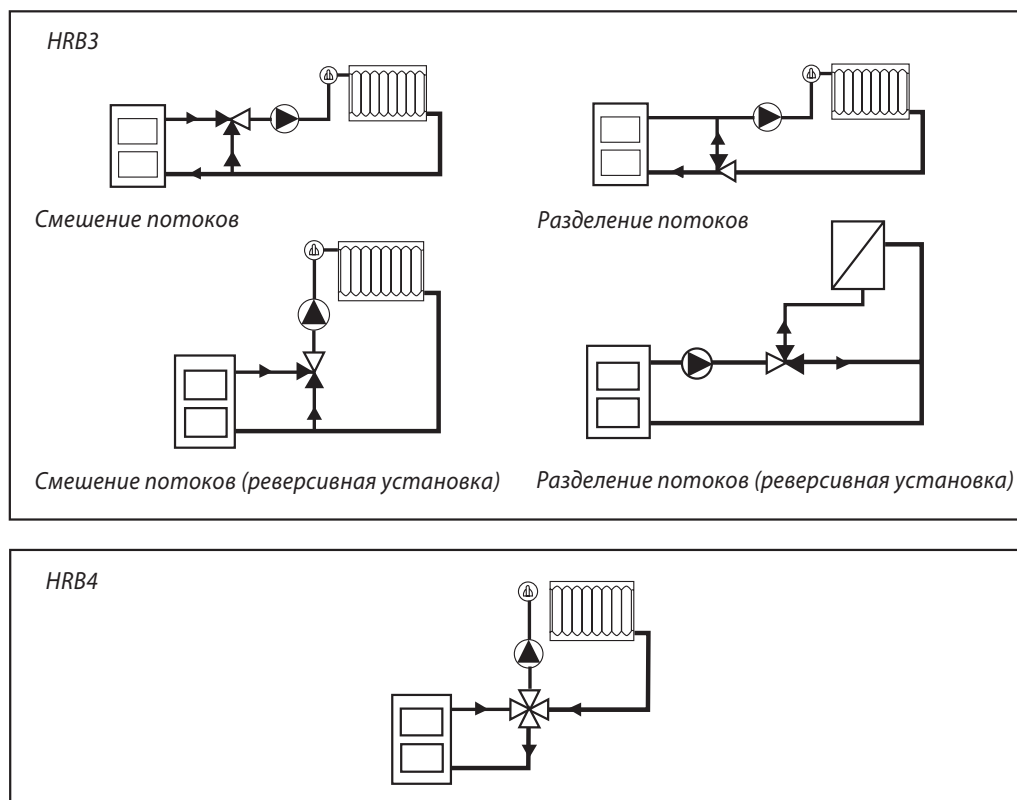 HRB3
Смешение потоков
Разделение потоков
Смешение потоков (реверсивная установка)
Разделение потоков (реверсивная установка)
HRB4